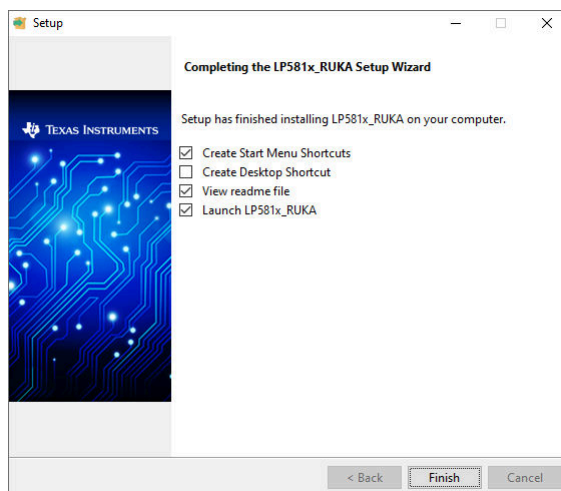 Setup
Completing the LP581x_RUKA Setup Wizard
TEXAS INSTRUMENTS
Setup has finished installing LP581x_RUKA on your computer.
Create Start Menu Shortcuts
Create Desktop Shortcut
View readme file
Launch LP581x_RUKA
< Back Finish Cancel